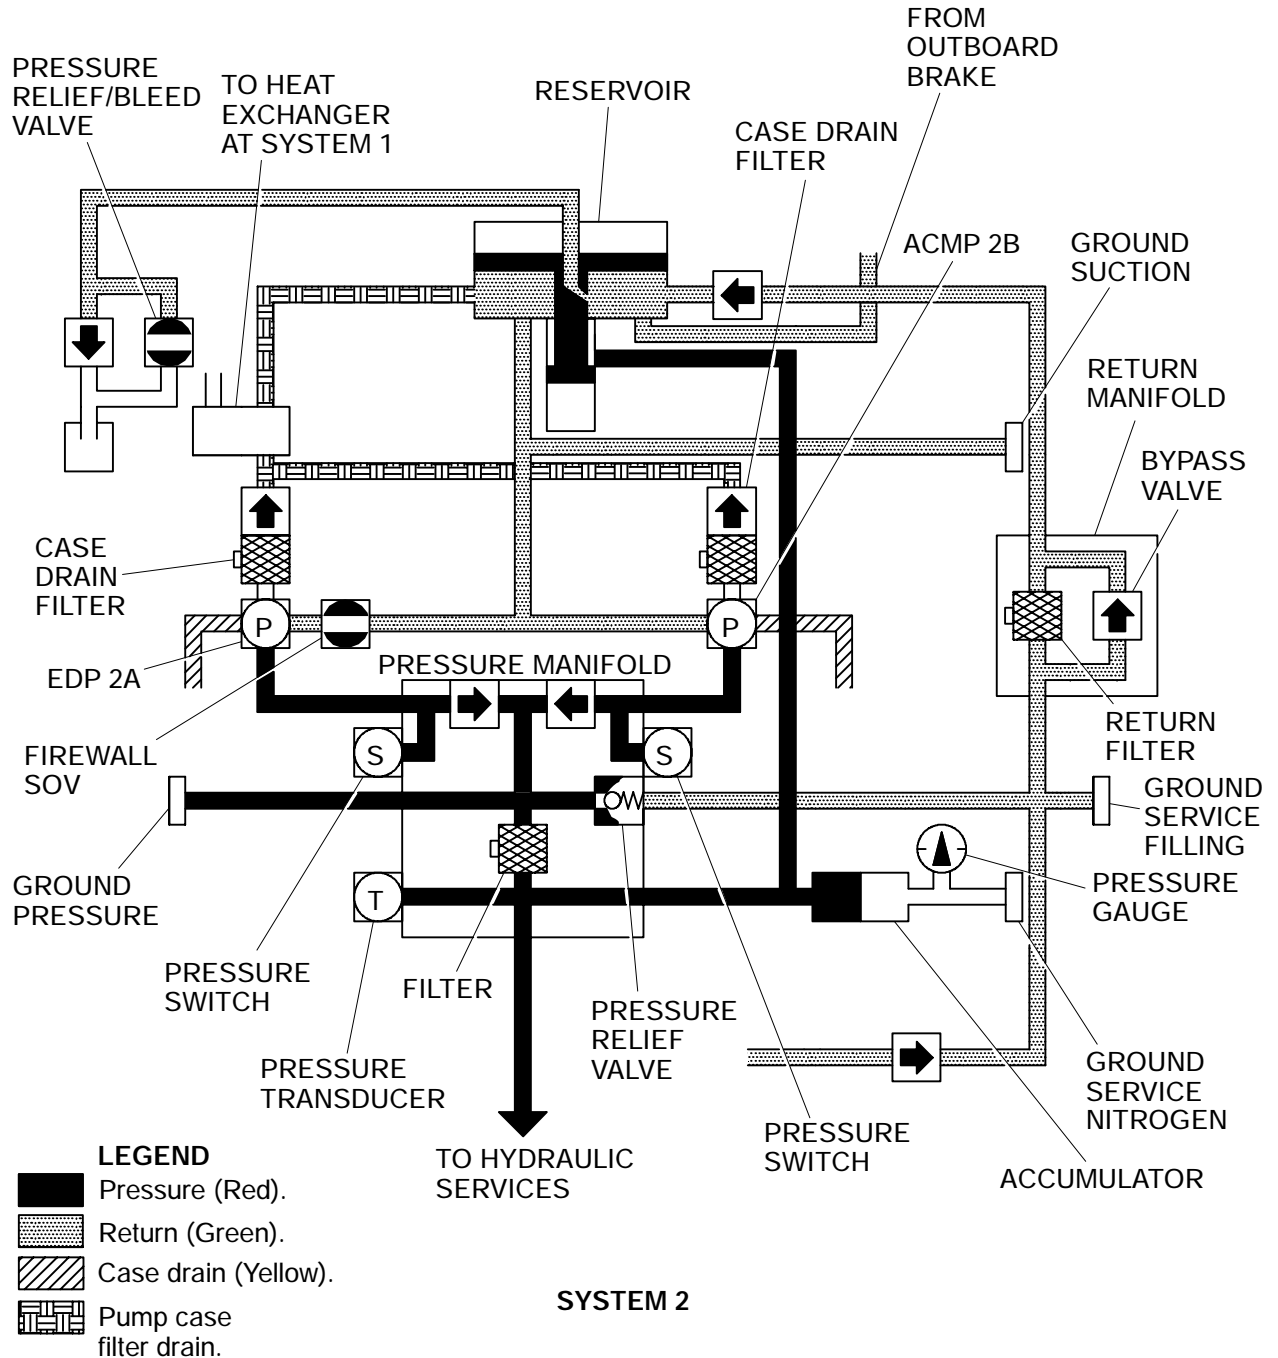 FROM
OUTBOARD
BRAKE
PRESSURE
RELIEF/BLEED
VALVE
TO HEAT
EXCHANGER
AT SYSTEM 1
RESERVOIR
CASE DRAIN
FILTER
ACMP 2B
GROUND
SUCTION
RETURN
MANIFOLD
BYPASS
VALVE
CASE
DRAIN
FILTER
P
P
EDP 2A
PRESSURE MANIFOLD
FIREWALL
SOV
S
S
RETURN
FILTER
GROUND
SERVICE
FILLING
GROUND
PRESSURE
T
PRESSURE
GAUGE
PRESSURE
SWITCH
FILTER
PRESSURE
RELIEF
VALVE
PRESSURE
TRANSDUCER
GROUND
SERVICE
NITROGEN
PRESSURE
SWITCH
ACCUMULATOR
TO HYDRAULIC
SERVICES
LEGEND
Pressure (Red).
Return (Green).
Case drain (Yellow).
Pump case
filter drain.
SYSTEM 2